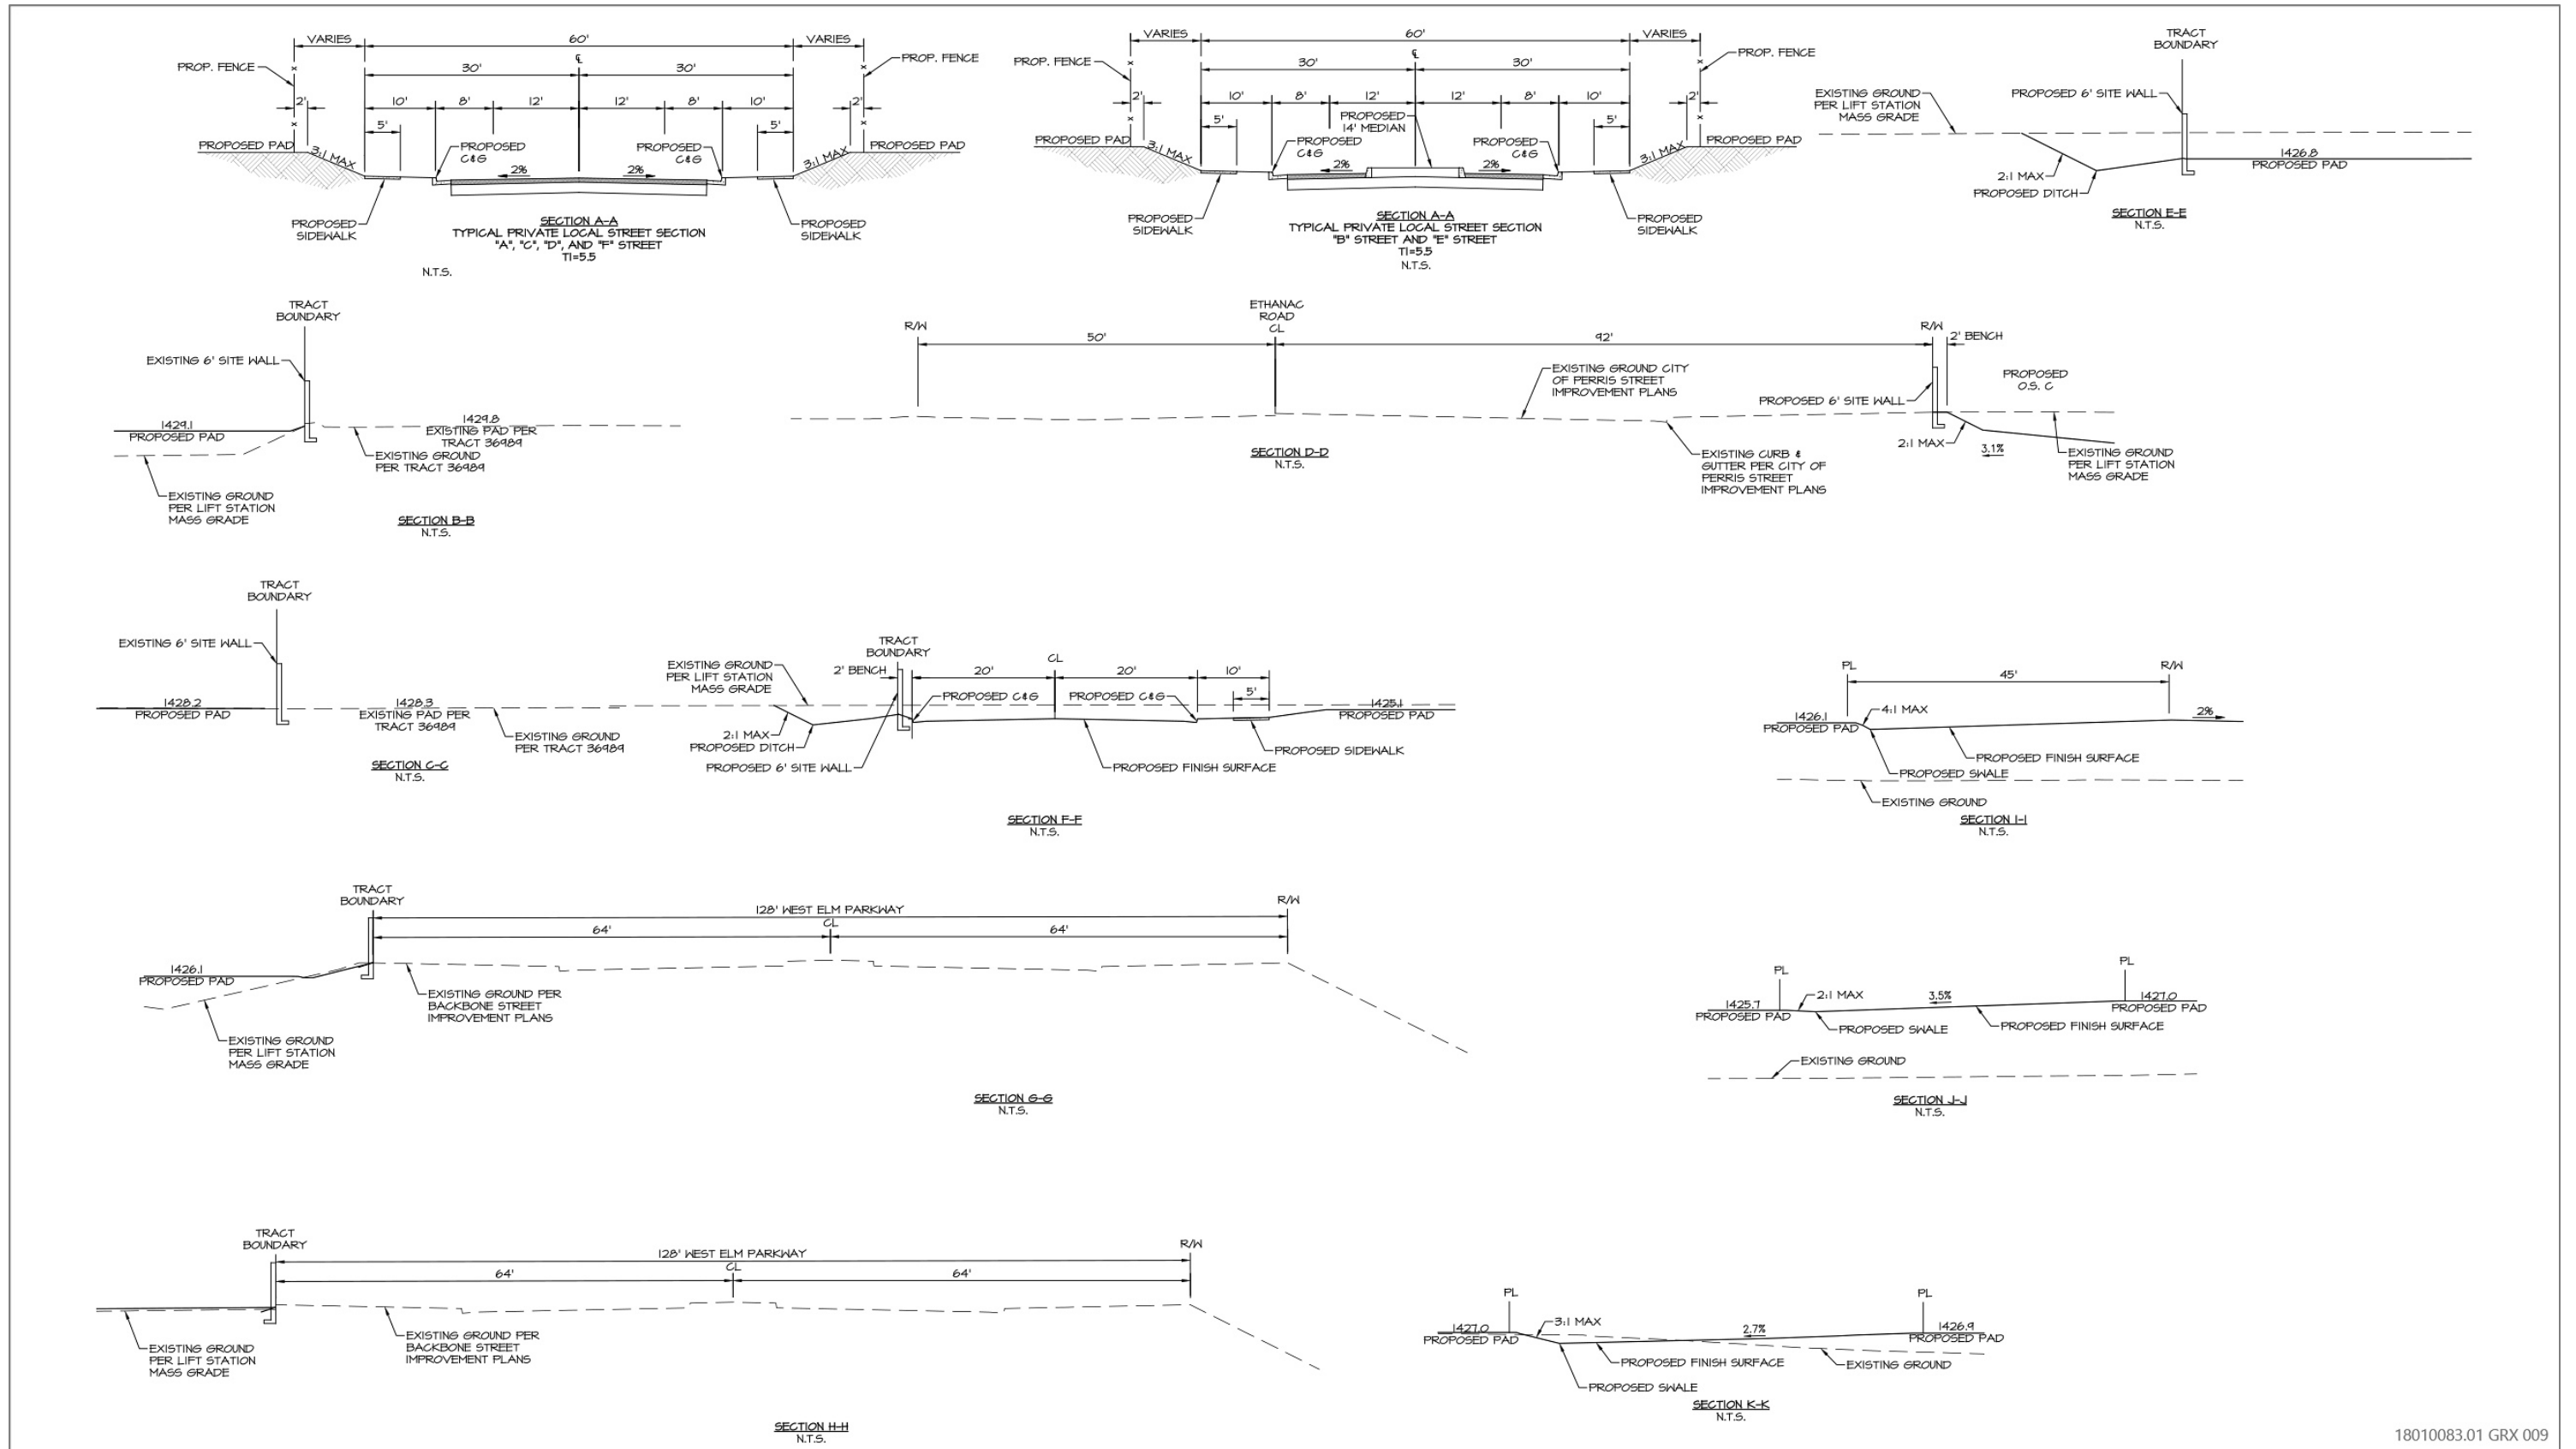 VARIES
60'
VARIES
℄
PROP. FENCE
PROP. FENCE
30'
30'
2'
10'
8'
12'
12'
8'
10'
2'
5'
5'
PROPOSED PAD
3:1 MAX
PROPOSED
C&G
2%
2%
PROPOSED
C&G
3:1 MAX
PROPOSED PAD
PROPOSED
SIDEWALK
PROPOSED
SIDEWALK
SECTION A-A
TYPICAL PRIVATE LOCAL STREET SECTION
"A", "C", "D", AND "F" STREET
TI=5.5
N.T.S.
VARIES
60'
VARIES
℄
PROP. FENCE
PROP. FENCE
30'
30'
2'
10'
8'
12'
12'
8'
10'
2'
5'
5'
PROPOSED
14' MEDIAN
PROPOSED PAD
3:1 MAX
PROPOSED
C&G
2%
2%
PROPOSED
C&G
3:1 MAX
PROPOSED PAD
PROPOSED
SIDEWALK
PROPOSED
SIDEWALK
SECTION A-A
TYPICAL PRIVATE LOCAL STREET SECTION
"B" STREET AND "E" STREET
TI=5.5
N.T.S.
TRACT
BOUNDARY
EXISTING GROUND
PER LIFT STATION
MASS GRADE
PROPOSED 6' SITE WALL
1426.8
PROPOSED PAD
2:1 MAX
PROPOSED DITCH
SECTION E-E
N.T.S.
TRACT
BOUNDARY
EXISTING 6' SITE WALL
1429.1
PROPOSED PAD
1429.8
EXISTING PAD PER
TRACT 36989
EXISTING GROUND
PER TRACT 36989
EXISTING GROUND
PER LIFT STATION
MASS GRADE
SECTION B-B
N.T.S.
ETHANAC
ROAD
CL
R/W
R/W
50'
92'
2' BENCH
EXISTING GROUND CITY
OF PERRIS STREET
IMPROVEMENT PLANS
PROPOSED
O.S. C
PROPOSED 6' SITE WALL
2:1 MAX
3.1%
EXISTING CURB &
GUTTER PER CITY OF
PERRIS STREET
IMPROVEMENT PLANS
EXISTING GROUND
PER LIFT STATION
MASS GRADE
SECTION D-D
N.T.S.
TRACT
BOUNDARY
EXISTING 6' SITE WALL
1428.2
PROPOSED PAD
1428.3
EXISTING PAD PER
TRACT 36989
EXISTING GROUND
PER TRACT 36989
SECTION C-C
N.T.S.
TRACT
BOUNDARY
CL
EXISTING GROUND
PER LIFT STATION
MASS GRADE
2' BENCH
20'
20'
10'
5'
PROPOSED C&G
PROPOSED C&G
1425.1
PROPOSED PAD
2:1 MAX
PROPOSED DITCH
PROPOSED 6' SITE WALL
PROPOSED SIDEWALK
PROPOSED FINISH SURFACE
SECTION F-F
N.T.S.
PL
R/W
45'
1426.1
PROPOSED PAD
4:1 MAX
2%
PROPOSED FINISH SURFACE
PROPOSED SWALE
EXISTING GROUND
SECTION I-I
N.T.S.
TRACT
BOUNDARY
R/W
128' WEST ELM PARKWAY
CL
64'
64'
1426.1
PROPOSED PAD
EXISTING GROUND PER
BACKBONE STREET
IMPROVEMENT PLANS
EXISTING GROUND
PER LIFT STATION
MASS GRADE
SECTION G-G
N.T.S.
PL
PL
1425.7
PROPOSED PAD
2:1 MAX
3.5%
1427.0
PROPOSED PAD
PROPOSED SWALE
PROPOSED FINISH SURFACE
EXISTING GROUND
SECTION J-J
N.T.S.
TRACT
BOUNDARY
R/W
128' WEST ELM PARKWAY
CL
64'
64'
EXISTING GROUND
PER LIFT STATION
MASS GRADE
EXISTING GROUND PER
BACKBONE STREET
IMPROVEMENT PLANS
SECTION H-H
N.T.S.
PL
PL
1427.0
PROPOSED PAD
3:1 MAX
2.7%
1426.9
PROPOSED PAD
PROPOSED FINISH SURFACE
EXISTING GROUND
PROPOSED SWALE
SECTION K-K
N.T.S.
18010083.01 GRX 009